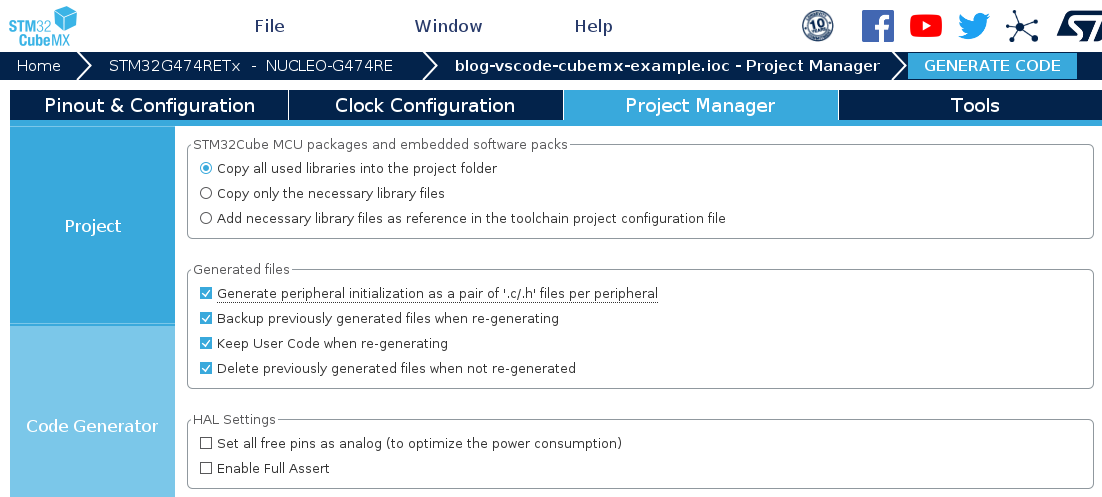 STM32
CubeMX
File
Window
Help
10
Home
STM32G474RETx - NUCLEO-G474RE
blog-vscode-cubemx-example.ioc - Project Manager
GENERATE CODE
Pinout & Configuration
Clock Configuration
Project Manager
Tools
Project
Code Generator
STM32Cube MCU packages and embedded software packs
Copy all used libraries into the project folder
Copy only the necessary library files
Add necessary library files as reference in the toolchain project configuration file
Generated files
Generate peripheral initialization as a pair of '.c/.h' files per peripheral
Backup previously generated files when re-generating
Keep User Code when re-generating
Delete previously generated files when not re-generated
HAL Settings
Set all free pins as analog (to optimize the power consumption)
Enable Full Assert